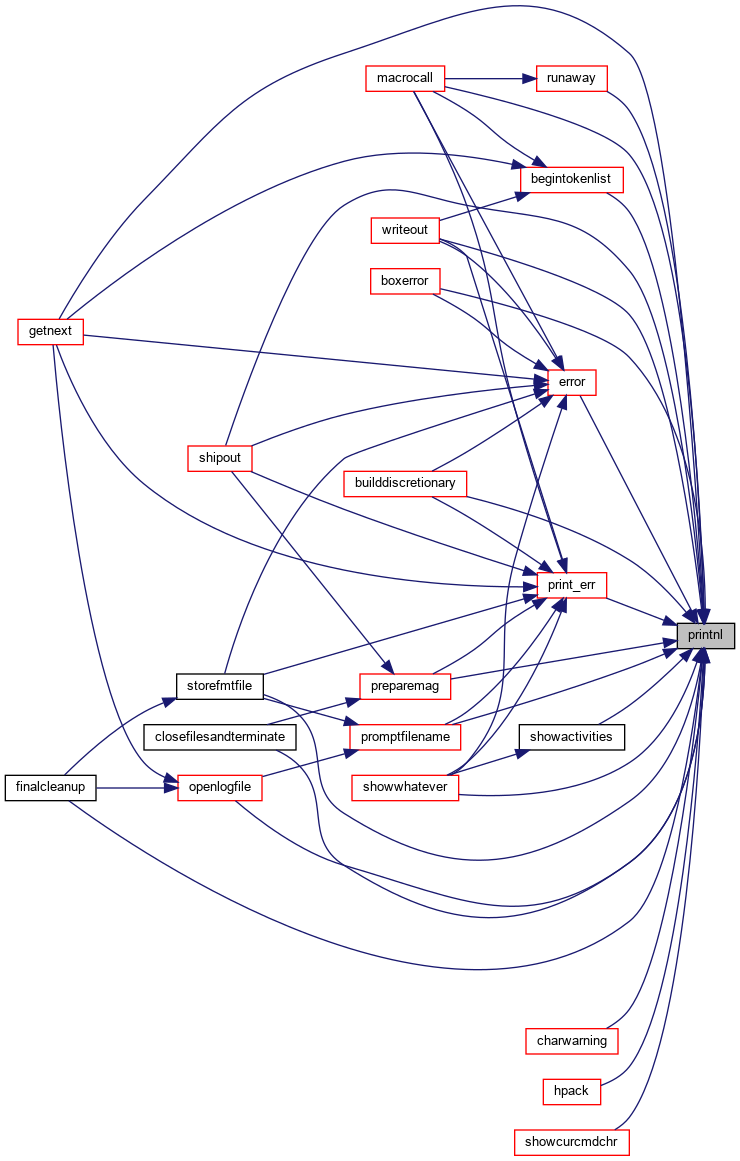 macrocall
runaway
begintokenlist
writeout
boxerror
getnext
error
shipout
builddiscretionary
print_err
printnl
storefmtfile
preparemag
closefilesandterminate
promptfilename
showactivities
finalcleanup
openlogfile
showwhatever
charwarning
hpack
showcurcmdchr